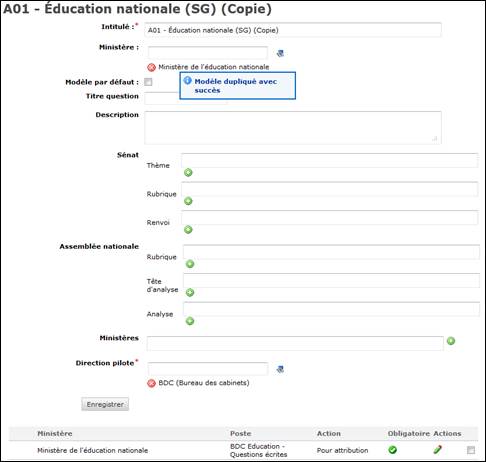 A01 - Éducation nationale (SG) (Copie)
Intitulé :* A01 - Éducation nationale (SG) (Copie)
Ministère :
Ministère de l'éducation nationale
Modèle par défaut :
Modèle dupliqué avec
succès
Titre question
Description
Sénat
Thème
Rubrique
Renvoi
Assemblée nationale
Rubrique
Tête
d'analyse
Analyse
Ministères
Direction pilote*
BDC (Bureau des cabinets)
Enregistrer
Ministère Poste Action Obligatoire Actions
Ministère de l'éducation nationale BDC Education - Pour attribution
Questions écrites